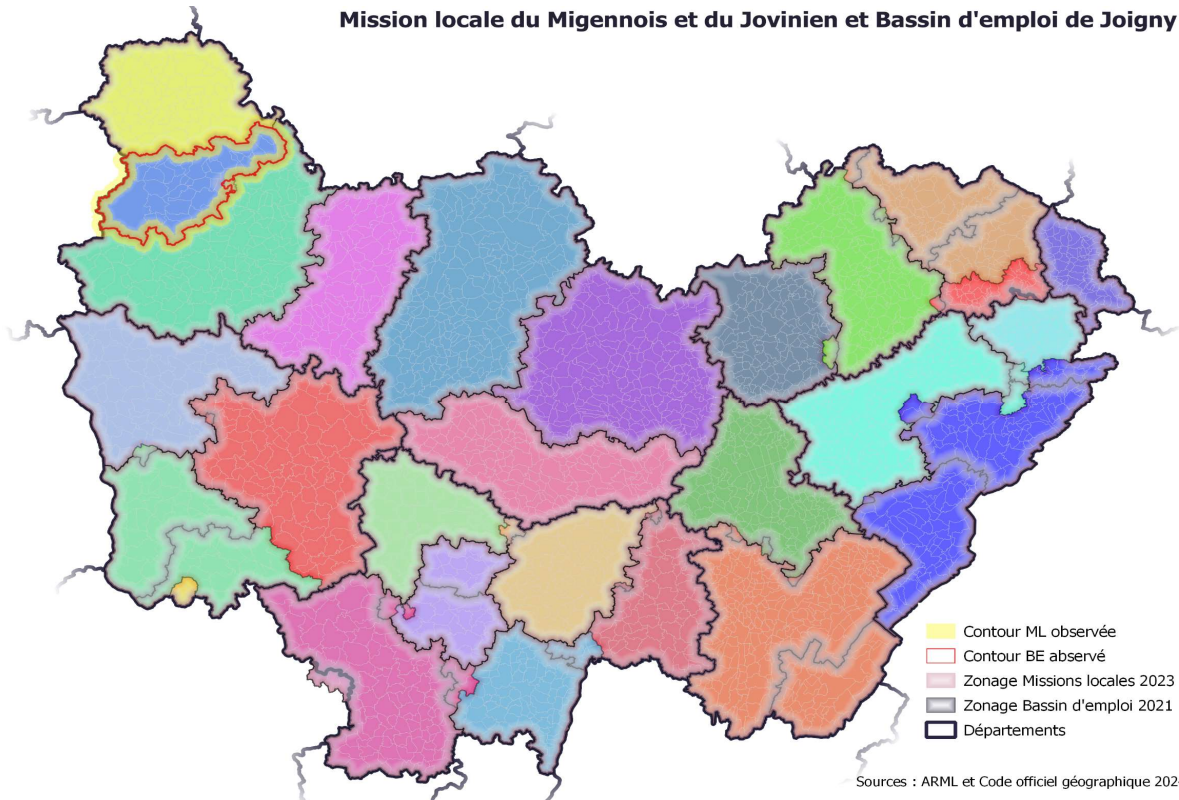 Mission locale du Migennois et du Jovinien et Bassin d'emploi de Joigny
Contour ML observée
Contour BE abservé
Zonage Missions locales 2023
Zonage Bassin d'emploi 2021
Départements
Sources : ARML et Code officiel géographique